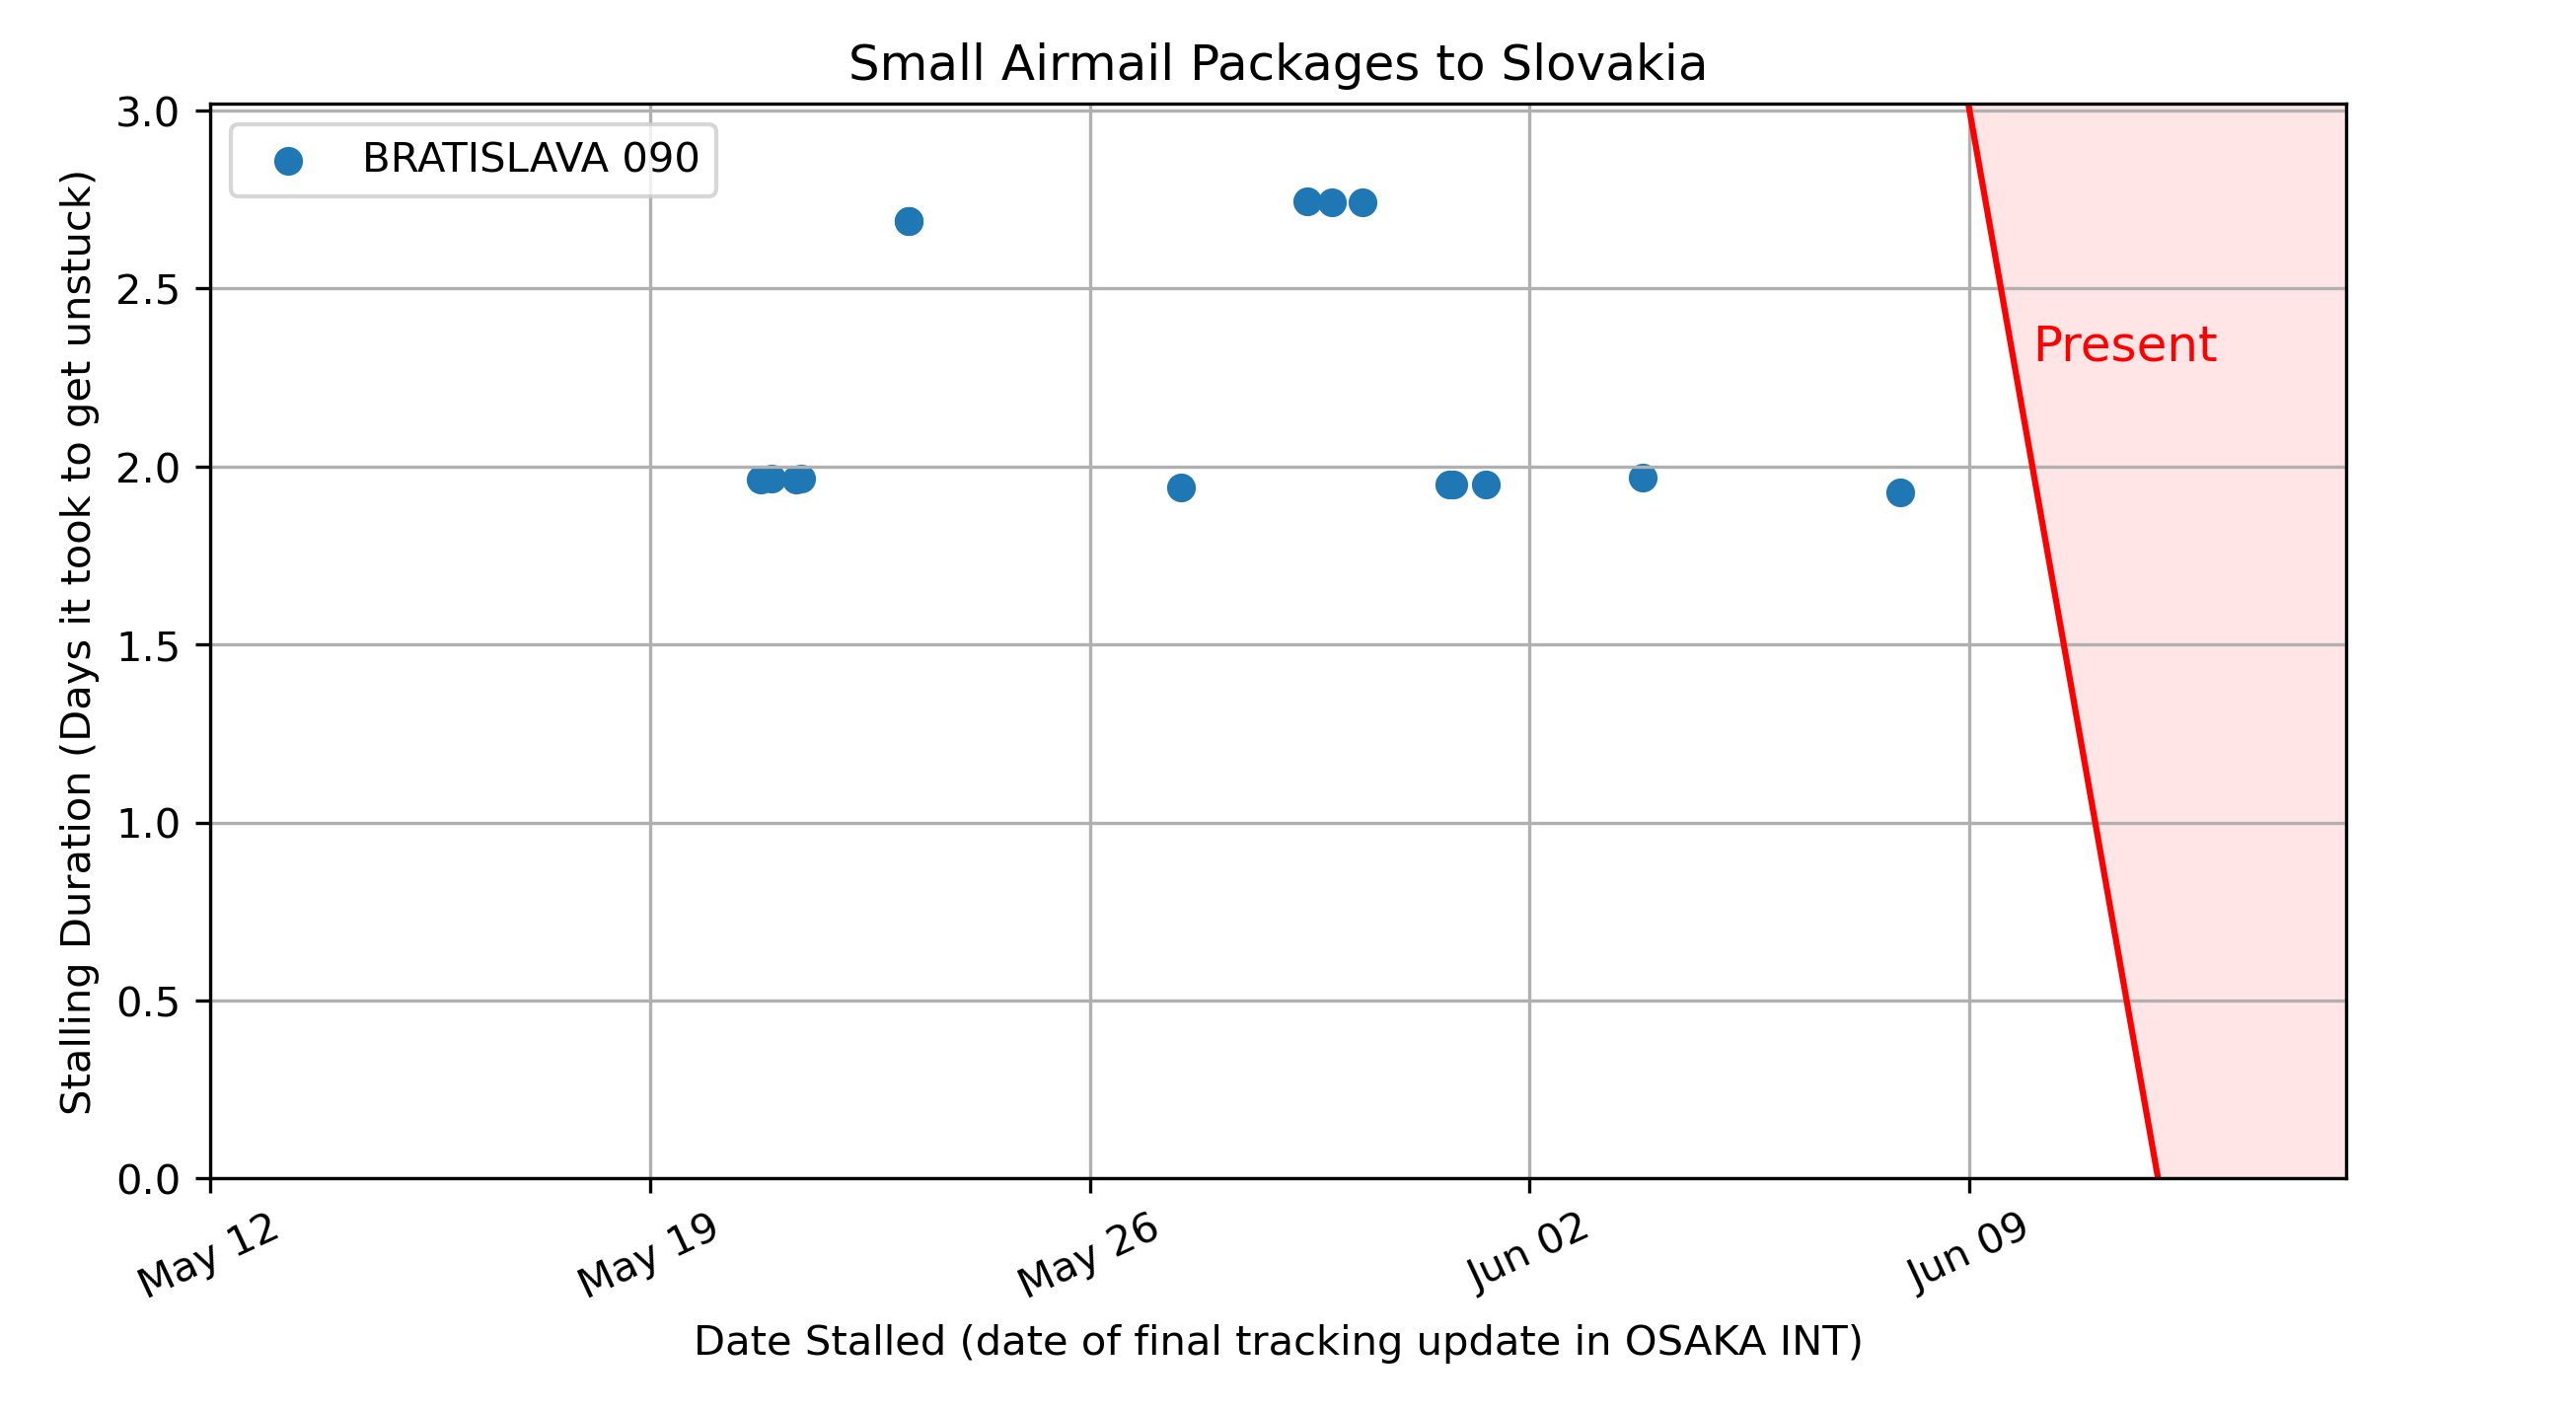 Small Airmail Packages to Slovakia
BRATISLAVA 090
Present
Stalling Duration (Days it took to get unstuck)
3.0
2.5
2.0
1.5
1.0
0.5
0.0
May 12
May 19
May 26
Jun 02
Jun 09
Date Stalled (date of final tracking update in OSAKA INT)